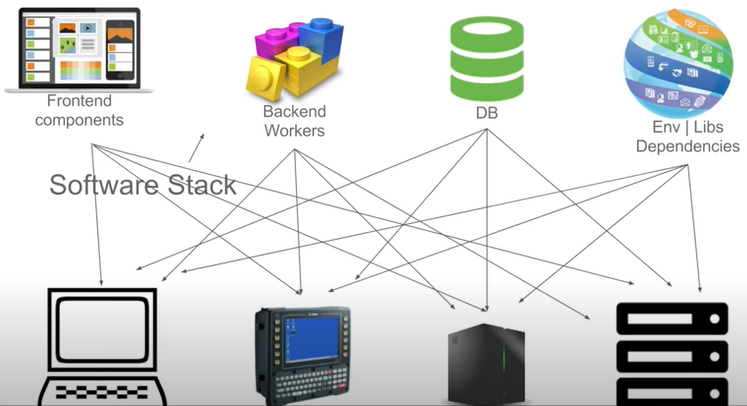 Frontend
components
Backend
Workers
DB
Env | Libs
Dependencies
Software Stack